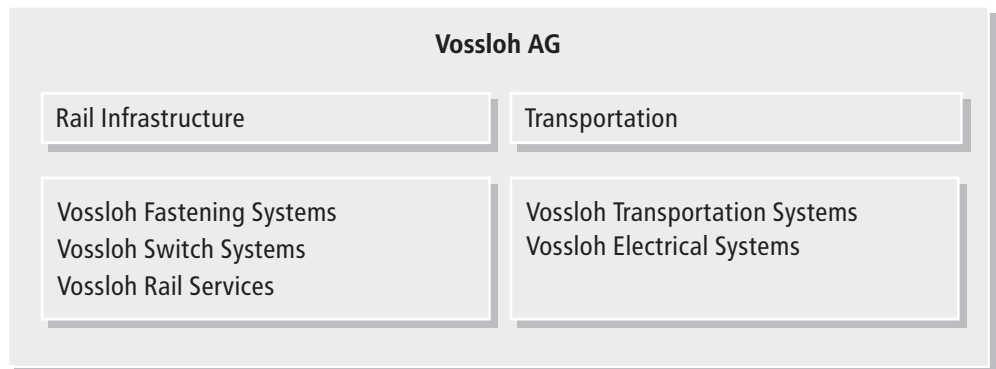 Vossloh AG
Rail Infrastructure
Transportation
Vossloh Fastening Systems
Vossloh Switch Systems
Vossloh Rail Services
Vossloh Transportation Systems
Vossloh Electrical Systems